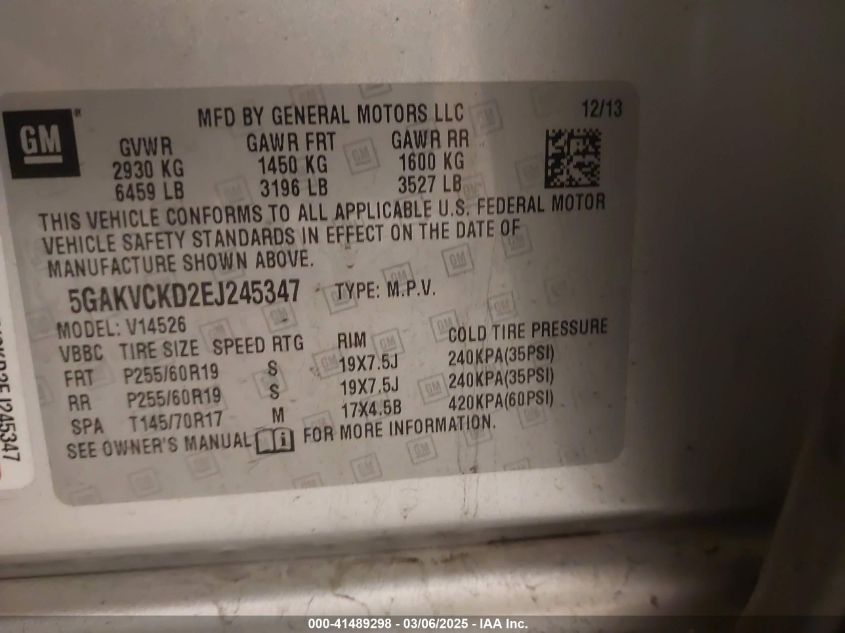 MFD BY GENERAL MOTORS LLC 12/13
GM
GVWR GAWR FRT GAWR RR
2930 KG 1450 KG 1600 KG
6459 LB 3196 LB 3527 LB
THIS VEHICLE CONFORMS TO ALL APPLICABLE U.S. FEDERAL MOTOR
VEHICLE SAFETY STANDARDS IN EFFECT ON THE DATE OF
MANUFACTURE SHOWN ABOVE.
5GAKVCKD2EJ245347 TYPE: M.P.V.
MODEL: V14526
VBBC TIRE SIZE SPEED RTG RIM COLD TIRE PRESSURE
FRT P255/60R19 S 19X7.5J 240KPA(35PSI)
RR P255/60R19 S 19X7.5J 240KPA(35PSI)
SPA T145/70R17 M 17X4.5B 420KPA(60PSI)
SEE OWNER'S MANUAL FOR MORE INFORMATION.
000-41489298 - 03/06/2025 - IAA Inc.